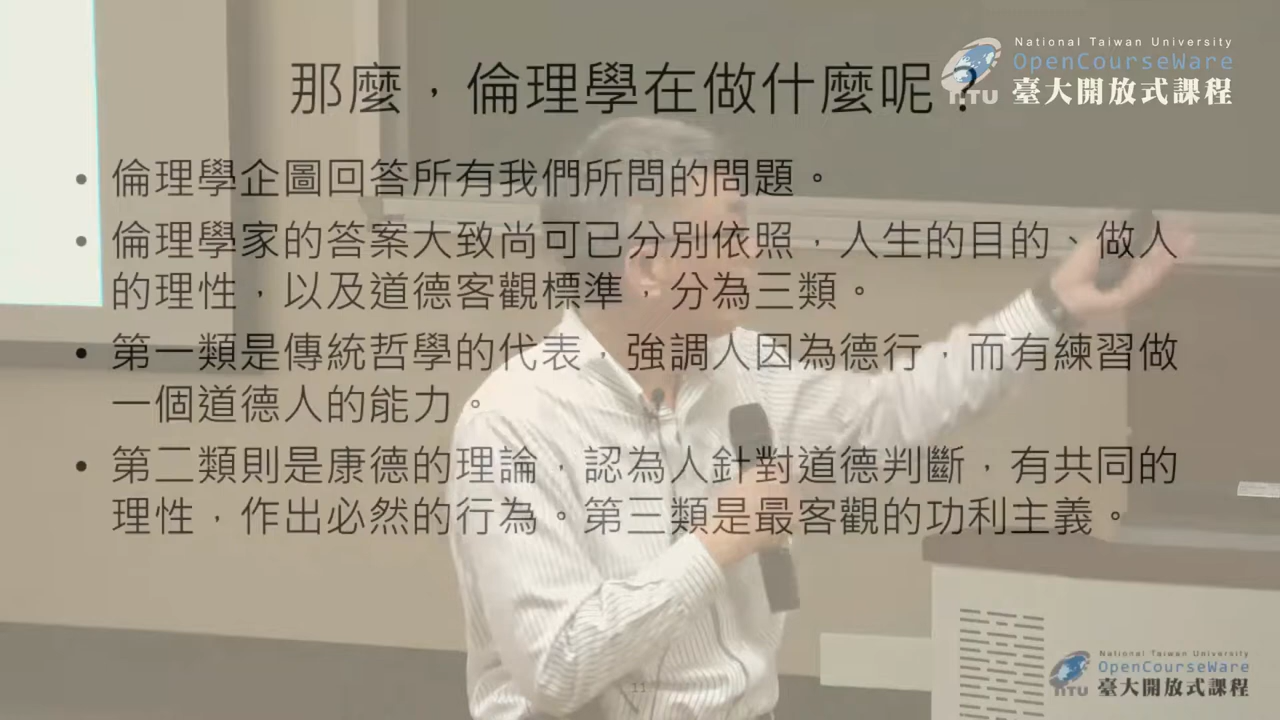 National Taiwan University
OpenCourseWare
NTU 臺大開放式課程
那麼，倫理學在做什麼呢？
• 倫理學企圖回答所有我們所問的問題。
• 倫理學家的答案大致尚可已分別依照，人生的目的、做人
的理性，以及道德客觀標準，分為三類。
• 第一類是傳統哲學的代表，強調人因為德行，而有練習做
一個道德人的能力。
• 第二類則是康德的理論，認為人針對道德判斷，有共同的
理性，作出必然的行為。第三類是最客觀的功利主義。
11
National Taiwan University
OpenCourseWare
NTU 臺大開放式課程